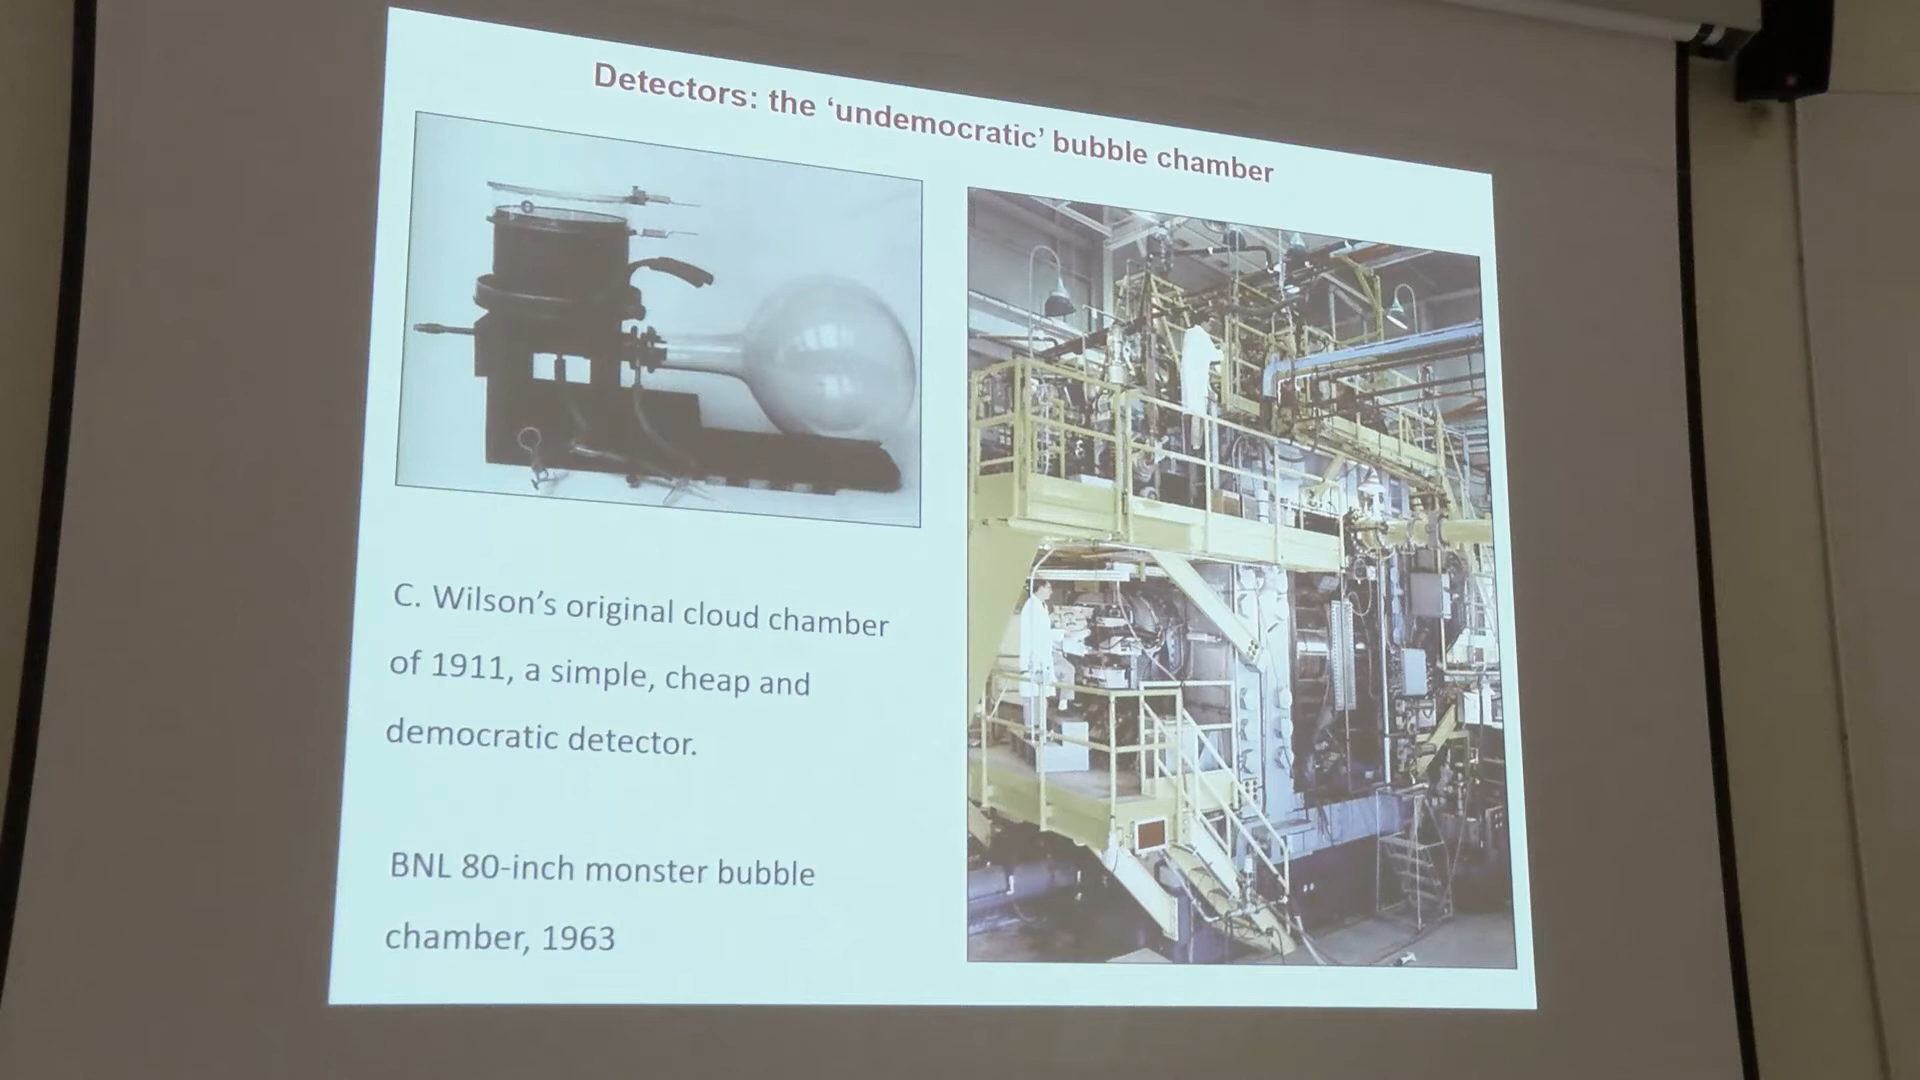 Detectors: the ‘undemocratic’ bubble chamber
C. Wilson’s original cloud chamber
of 1911, a simple, cheap and
democratic detector.
BNL 80-inch monster bubble
chamber, 1963